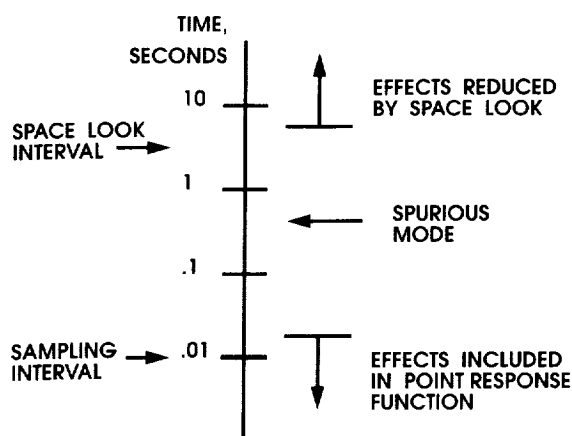 TIME,
SECONDS
10
EFFECTS REDUCED
BY SPACE LOOK
SPACE LOOK
INTERVAL
1
SPURIOUS
MODE
.1
SAMPLING
INTERVAL
.01
EFFECTS INCLUDED
IN POINT RESPONSE
FUNCTION